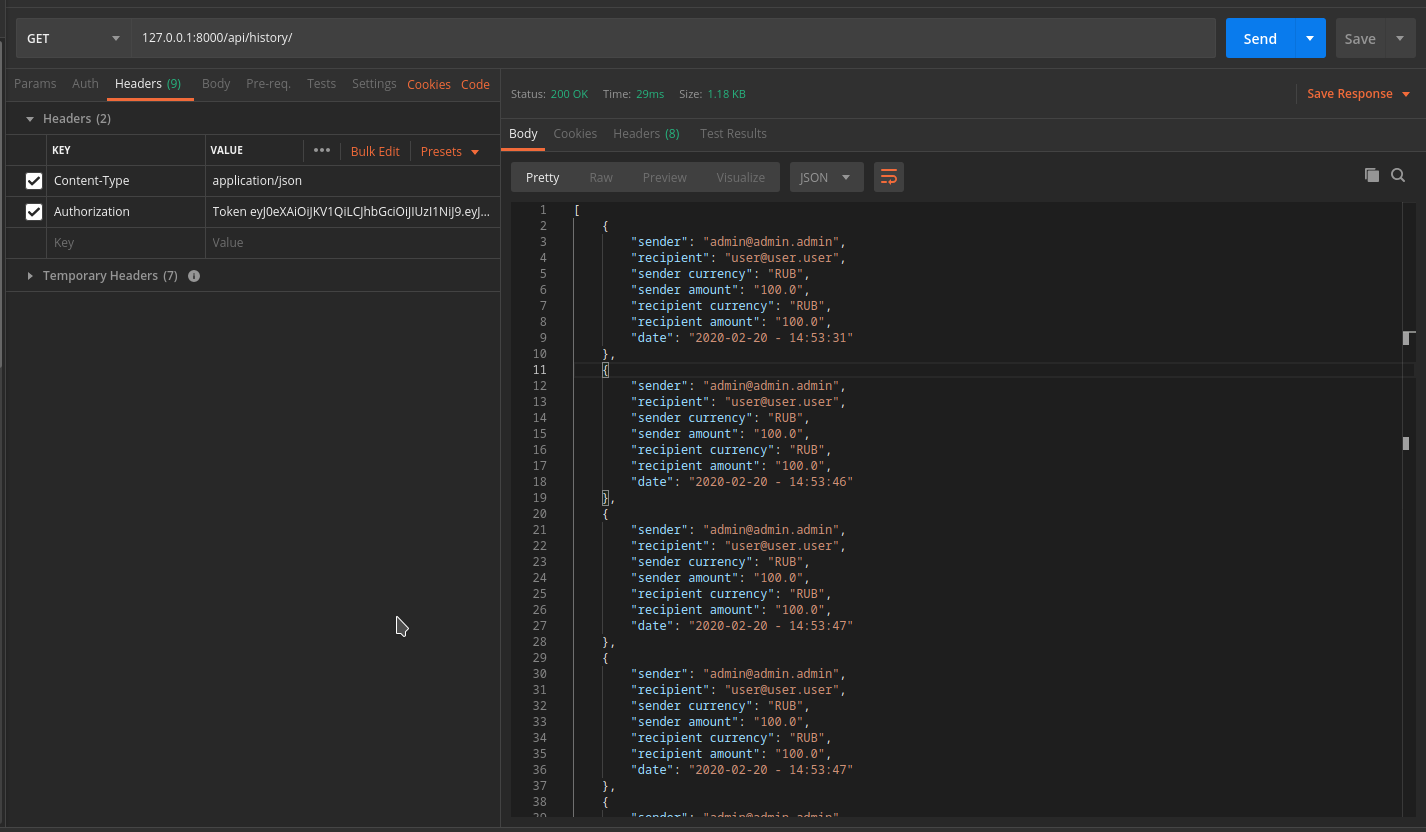 GET 127.0.0.1:8000/api/history/ Send Save
Params Auth Headers (9) Body Pre-req. Tests Settings Cookies Code
Headers (2)
KEY VALUE ••• Bulk Edit Presets
Content-Type application/json
Authorization Token eyJ0eXAiOiJKV1QiLCJhbGciOiJIUzI1NiJ9.eyJ...
Key Value
Temporary Headers (7)
Status: 200 OK Time: 29ms Size: 1.18 KB Save Response
Body Cookies Headers (8) Test Results
Pretty Raw Preview Visualize JSON
1 [
2 {
3 "sender": "admin@admin.admin",
4 "recipient": "user@user.user",
5 "sender currency": "RUB",
6 "sender amount": "100.0",
7 "recipient currency": "RUB",
8 "recipient amount": "100.0",
9 "date": "2020-02-20 - 14:53:31"
10 },
11 {
12 "sender": "admin@admin.admin",
13 "recipient": "user@user.user",
14 "sender currency": "RUB",
15 "sender amount": "100.0",
16 "recipient currency": "RUB",
17 "recipient amount": "100.0",
18 "date": "2020-02-20 - 14:53:46"
19 },
20 {
21 "sender": "admin@admin.admin",
22 "recipient": "user@user.user",
23 "sender currency": "RUB",
24 "sender amount": "100.0",
25 "recipient currency": "RUB",
26 "recipient amount": "100.0",
27 "date": "2020-02-20 - 14:53:47"
28 },
29 {
30 "sender": "admin@admin.admin",
31 "recipient": "user@user.user",
32 "sender currency": "RUB",
33 "sender amount": "100.0",
34 "recipient currency": "RUB",
35 "recipient amount": "100.0",
36 "date": "2020-02-20 - 14:53:47"
37 },
38 {
39 "sender": "admin@admin.admin",